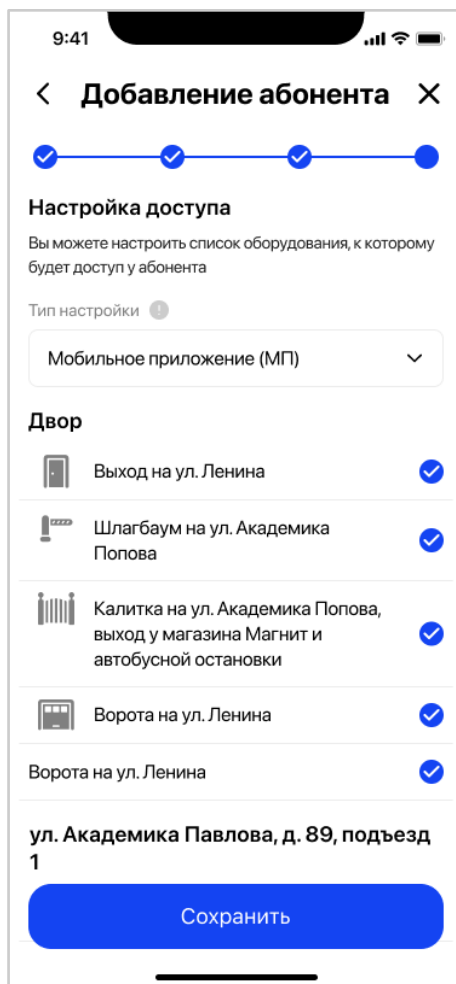 9:41
Добавление абонента
Настройка доступа
Вы можете настроить список оборудования, к которому
будет доступ у абонента
Тип настройки !
Мобильное приложение (МП)
Двор
Выход на ул. Ленина
Шлагбаум на ул. Академика
Попова
Калитка на ул. Академика Попова,
выход у магазина Магнит и
автобусной остановки
Ворота на ул. Ленина
Ворота на ул. Ленина
ул. Академика Павлова, д. 89, подъезд
1
Сохранить